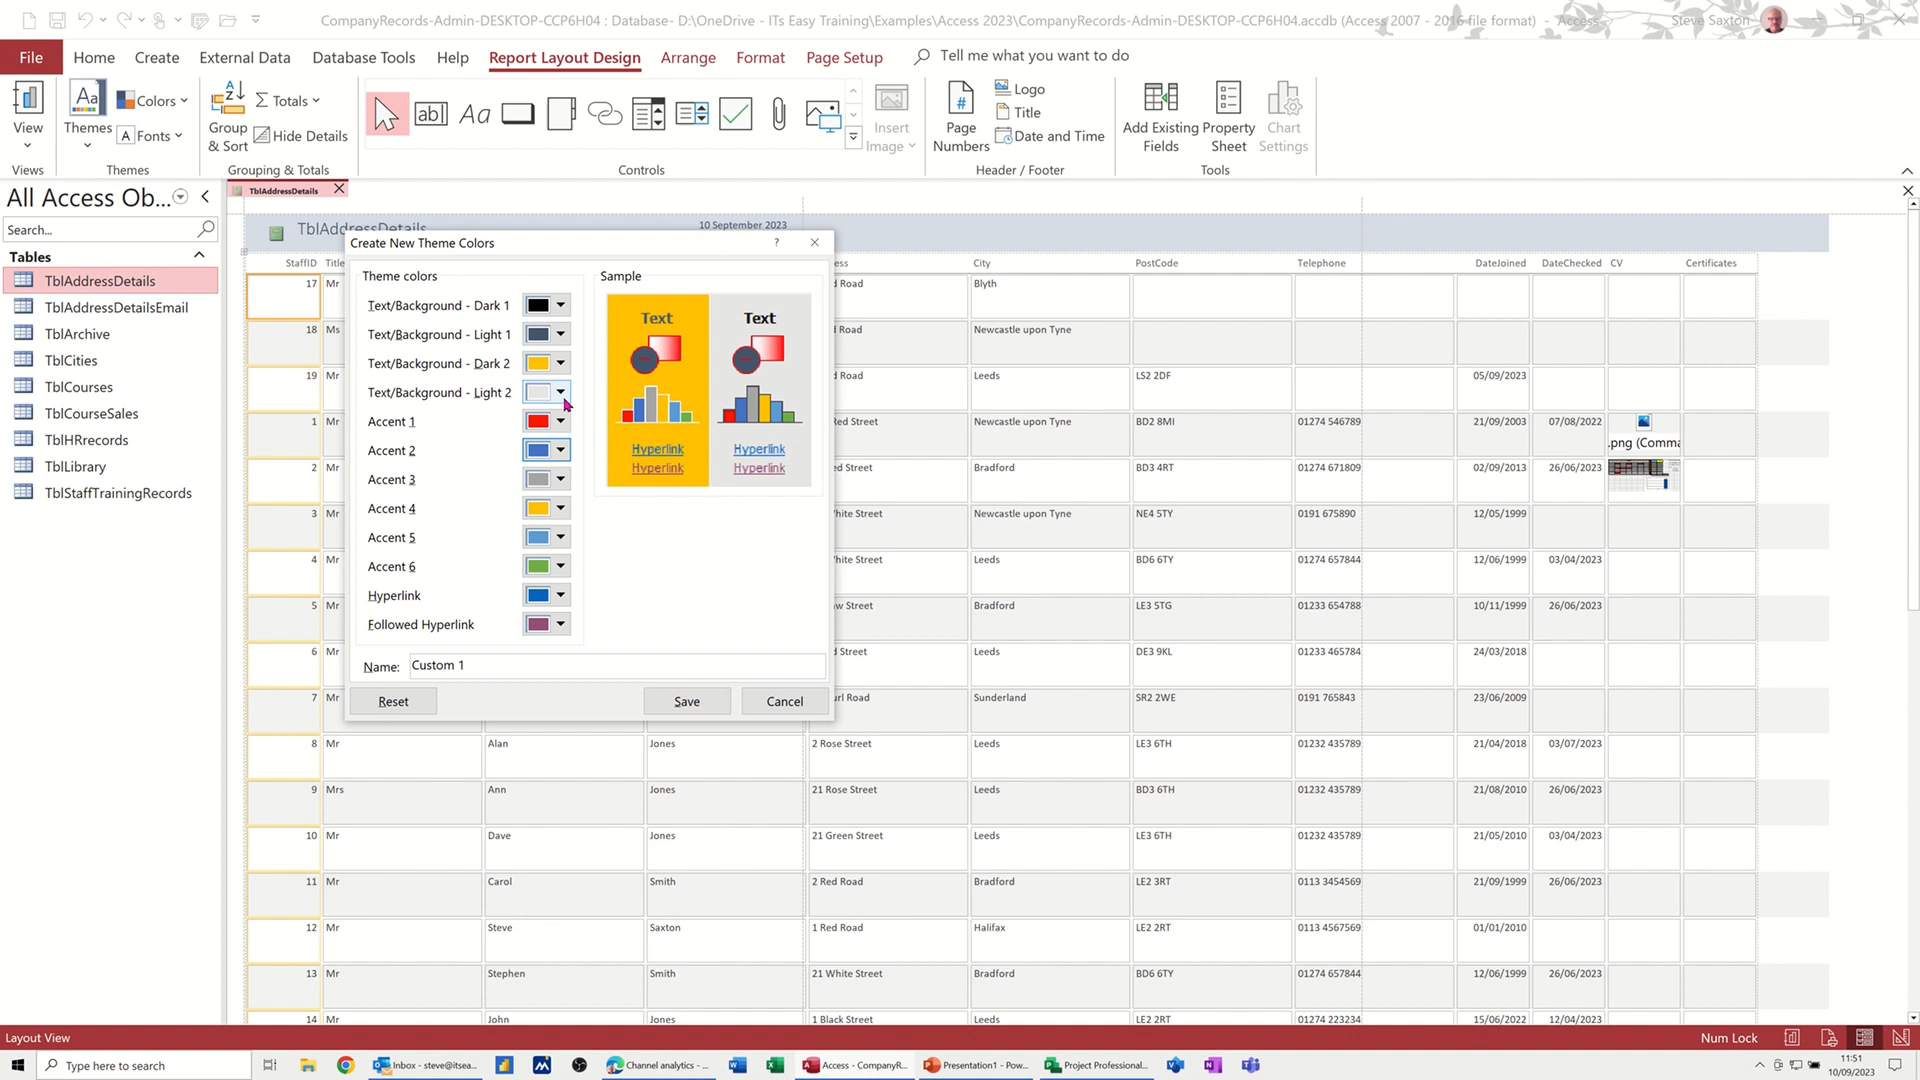 CompanyRecords-Admin-DESKTOP-CCP6H04 : Database- D:\OneDrive - ITs Easy Training\Examples\Access 2023\CompanyRecords-Admin-DESKTOP-CCP6H04.accdb (Access 2007 - 2016 file format) - Access
Steve Saxton
File Home Create External Data Database Tools Help Report Layout Design Arrange Format Page Setup Tell me what you want to do
View
Views
Themes
Colors
Fonts
Themes
Group & Sort
Totals
Hide Details
Grouping & Totals
Controls
Insert Image
Page Numbers
Logo
Title
Date and Time
Header / Footer
Add Existing Fields
Property Sheet
Chart Settings
Tools
All Access Ob...
Search...
Tables
TblAddressDetails
TblAddressDetailsEmail
TblArchive
TblCities
TblCourses
TblCourseSales
TblHRrecords
TblLibrary
TblStaffTrainingRecords
TblAddressDetails
TblAddressDetails
10 September 2023
StaffID Title ess City PostCode Telephone DateJoined DateChecked CV Certificates
17 Mr d Road Blyth
18 Ms d Road Newcastle upon Tyne
19 Mr d Road Leeds LS2 2DF 05/09/2023
1 Mr Red Street Newcastle upon Tyne BD2 8MI 01274 546789 21/09/2003 07/08/2022 .png (Comma
2 Mr ed Street Bradford BD3 4RT 01274 671809 02/09/2013 26/06/2023
3 Mr hite Street Newcastle upon Tyne NE4 5TY 0191 675890 12/05/1999
4 Mr hite Street Leeds BD6 6TY 01274 657844 12/06/1999 03/04/2023
5 Mr w Street Bradford LE3 5TG 01233 654788 10/11/1999 26/06/2023
6 Mr d Street Leeds DE3 9KL 01233 465784 24/03/2018
7 Mr url Road Sunderland SR2 2WE 0191 765843 23/06/2009
8 Mr Alan Jones 2 Rose Street Leeds LE3 6TH 01232 435789 21/04/2018 03/07/2023
9 Mrs Ann Jones 21 Rose Street Leeds BD3 6TH 01232 435789 21/08/2010 26/06/2023
10 Mr Dave Jones 21 Green Street Leeds LE3 6TH 01232 435789 21/05/2010 03/04/2023
11 Mr Carol Smith 2 Red Road Bradford LE2 3RT 0113 3454569 21/09/1999 26/06/2023
12 Mr Steve Saxton 1 Red Road Halifax LE2 2RT 0113 4567569 01/01/2010
13 Mr Stephen Smith 21 White Street Bradford BD6 6TY 01274 657844 12/06/1999 26/06/2023
14 Mr John Jones 1 Black Street Leeds LE2 2RT 01274 223234 15/06/2022 12/04/2023
Create New Theme Colors
?
Theme colors
Text/Background - Dark 1
Text/Background - Light 1
Text/Background - Dark 2
Text/Background - Light 2
Accent 1
Accent 2
Accent 3
Accent 4
Accent 5
Accent 6
Hyperlink
Followed Hyperlink
Sample
Text Text
Hyperlink Hyperlink
Hyperlink Hyperlink
Name: Custom 1
Reset Save Cancel
Layout View
Num Lock
Type here to search
Inbox - steve@itsea...
Channel analytics - ...
Access - CompanyR...
Presentation1 - Pow...
Project Professional...
11:51
10/09/2023